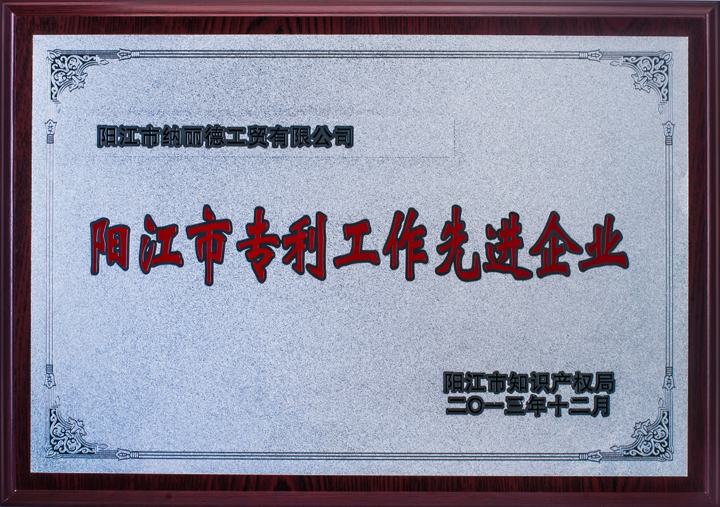 阳江市纳丽德工贸有限公司
阳江市专利工作先进企业
阳江市知识产权局
二〇一三年十二月